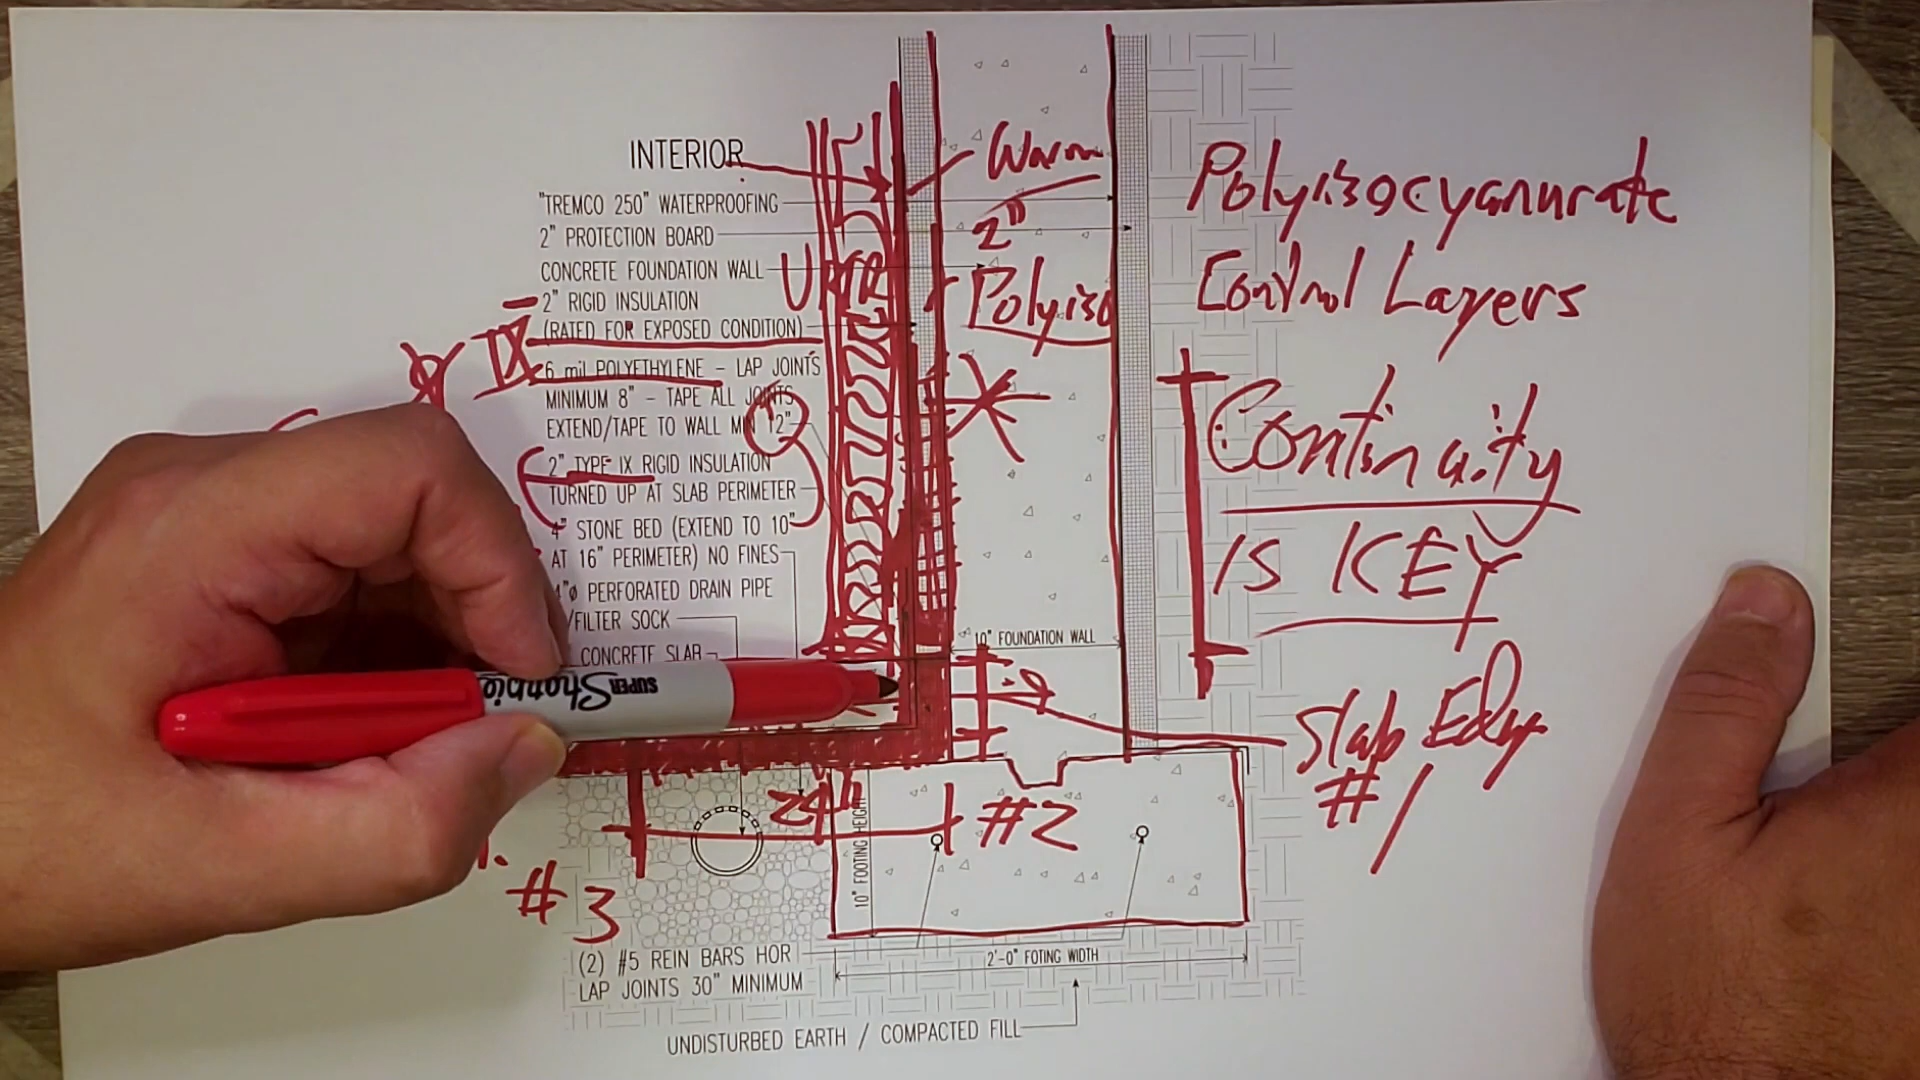 INTERIOR
"TREMCO 250" WATERPROOFING
2" PROTECTION BOARD
CONCRETE FOUNDATION WALL
2" RIGID INSULATION
(RATED FOR EXPOSED CONDITION)
6 mil POLYETHYLENE - LAP JOINTS
MINIMUM 8" - TAPE ALL JOINTS
EXTEND/TAPE TO WALL MIN 12"
2" TYPE IX RIGID INSULATION
TURNED UP AT SLAB PERIMETER
4" STONE BED (EXTEND TO 10"
AT 16" PERIMETER) NO FINES
4"ø PERFORATED DRAIN PIPE
/FILTER SOCK
CONCRETE SLAB
IX
Warm
2"
Polyiso
Polyisocyanurate
Control Layers
Continuity
IS KEY
10" FOUNDATION WALL
Slab Edge
#1
SUPER Sharpie
24"
#2
#3
10" FOOTING HEIGHT
(2) #5 REIN BARS HOR
LAP JOINTS 30" MINIMUM
2'-0" FOTING WIDTH
UNDISTURBED EARTH / COMPACTED FILL